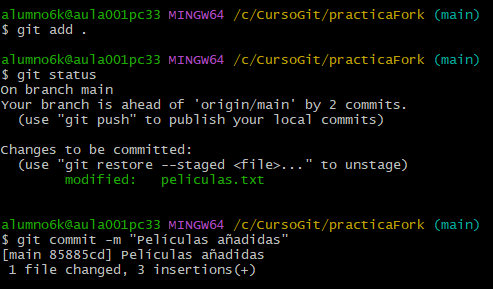 alumno6k@aula001pc33 MINGW64 /c/CursoGit/practicaFork (main)
$ git add .
alumno6k@aula001pc33 MINGW64 /c/CursoGit/practicaFork (main)
$ git status
On branch main
Your branch is ahead of 'origin/main' by 2 commits.
  (use "git push" to publish your local commits)
Changes to be committed:
  (use "git restore --staged <file>..." to unstage)
        modified:   peliculas.txt
alumno6k@aula001pc33 MINGW64 /c/CursoGit/practicaFork (main)
$ git commit -m "Películas añadidas"
[main 85885cd] Películas añadidas
 1 file changed, 3 insertions(+)